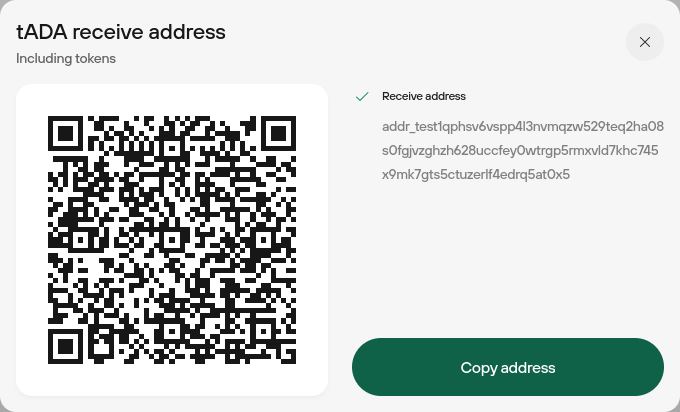 tADA receive address
Including tokens
Receive address
addr_test1qphsv6vspp4l3nvmqzw529teq2ha08
s0fgjvzghzh628uccfey0wtrgp5rmxvld7khc745
x9mk7gts5ctuzerlf4edrq5at0x5
Copy address